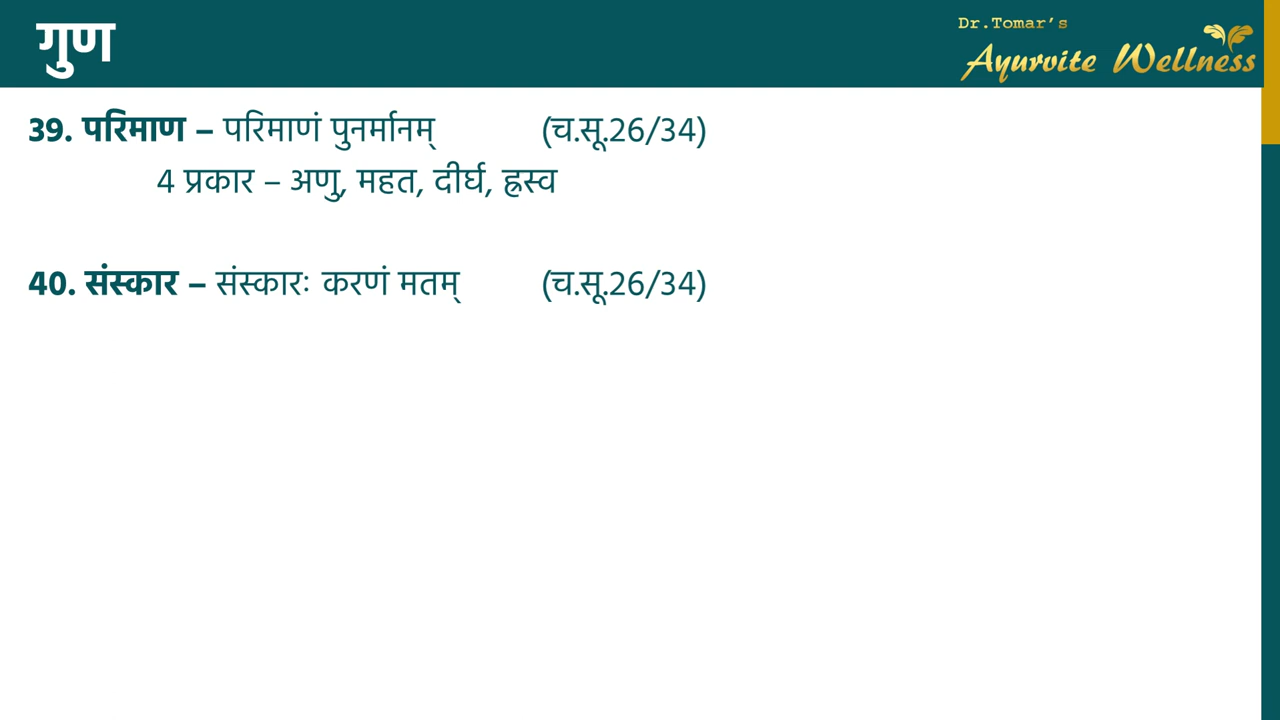 गुण
Dr.Tomar's
Ayurvite Wellness
39. परिमाण – परिमाणं पुनर्मानम् (च.सू.26/34)
4 प्रकार – अणु, महत, दीर्घ, ह्रस्व
40. संस्कार – संस्कारः करणं मतम् (च.सू.26/34)